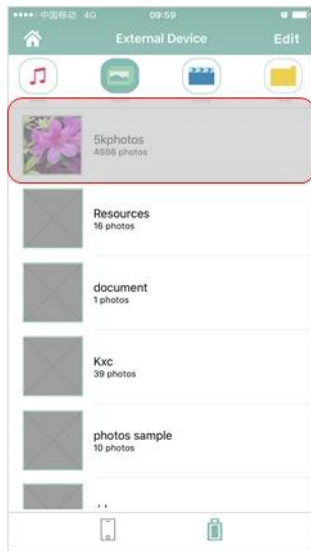 中国移动 4G 09:59
External Device
Edit
5kphotos
4986 photos
Resources
16 photos
document
1 photos
Kxc
39 photos
photos sample
10 photos